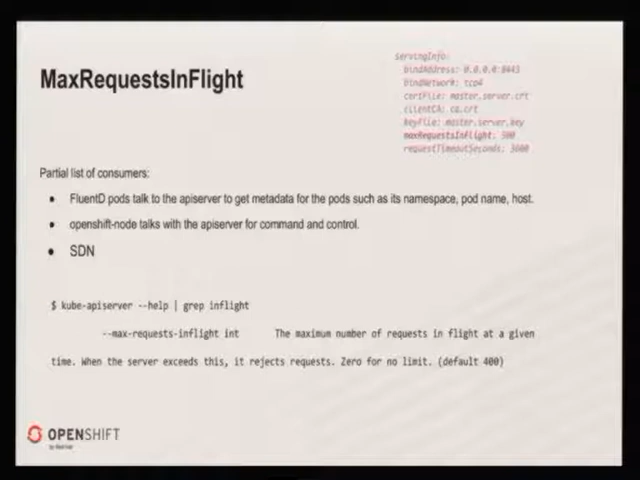 MaxRequestsInFlight
servingInfo:
bindAddress: 0.0.0.0:8443
bindNetwork: tcp4
certFile: master.server.crt
clientCA: ca.crt
keyFile: master.server.key
maxRequestsInFlight: 500
requestTimeoutSeconds: 3600
Partial list of consumers:
• FluentD pods talk to the apiserver to get metadata for the pods such as its namespace, pod name, host.
• openshift-node talks with the apiserver for command and control.
• SDN
$ kube-apiserver --help | grep inflight
--max-requests-inflight int The maximum number of requests in flight at a given
time. When the server exceeds this, it rejects requests. Zero for no limit. (default 400)
OPENSHIFT
by Red Hat